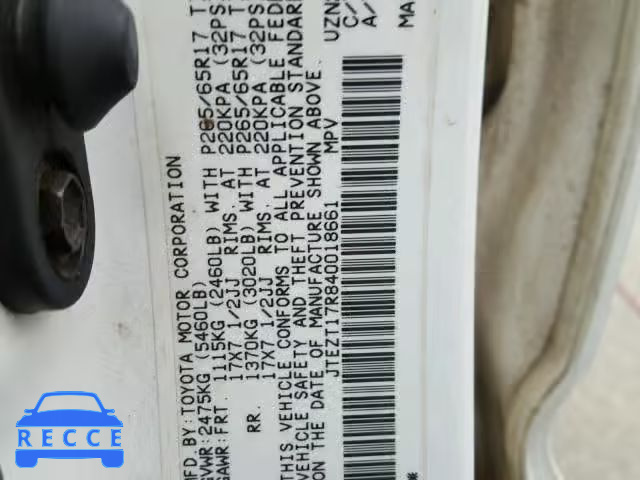 MFD. BY: TOYOTA MOTOR CORPORATION
GVWR: 2475KG (5460LB)
GAWR: FRT. 1115KG (2460LB) WITH P265/65R17 T
17X7 1/2JJ RIMS. AT 220KPA (32PS
RR. 1370KG (3020LB) WITH P265/65R17 T
17X7 1/2JJ RIMS. AT 220KPA (32PS
THIS VEHICLE CONFORMS TO ALL APPLICABLE FEDE
VEHICLE SAFETY AND THEFT PREVENTION STANDARD
ON THE DATE OF MANUFACTURE SHOWN ABOVE.
JTEZT17R840018661 MPV
UZN
C/
A/
MA
RECCE